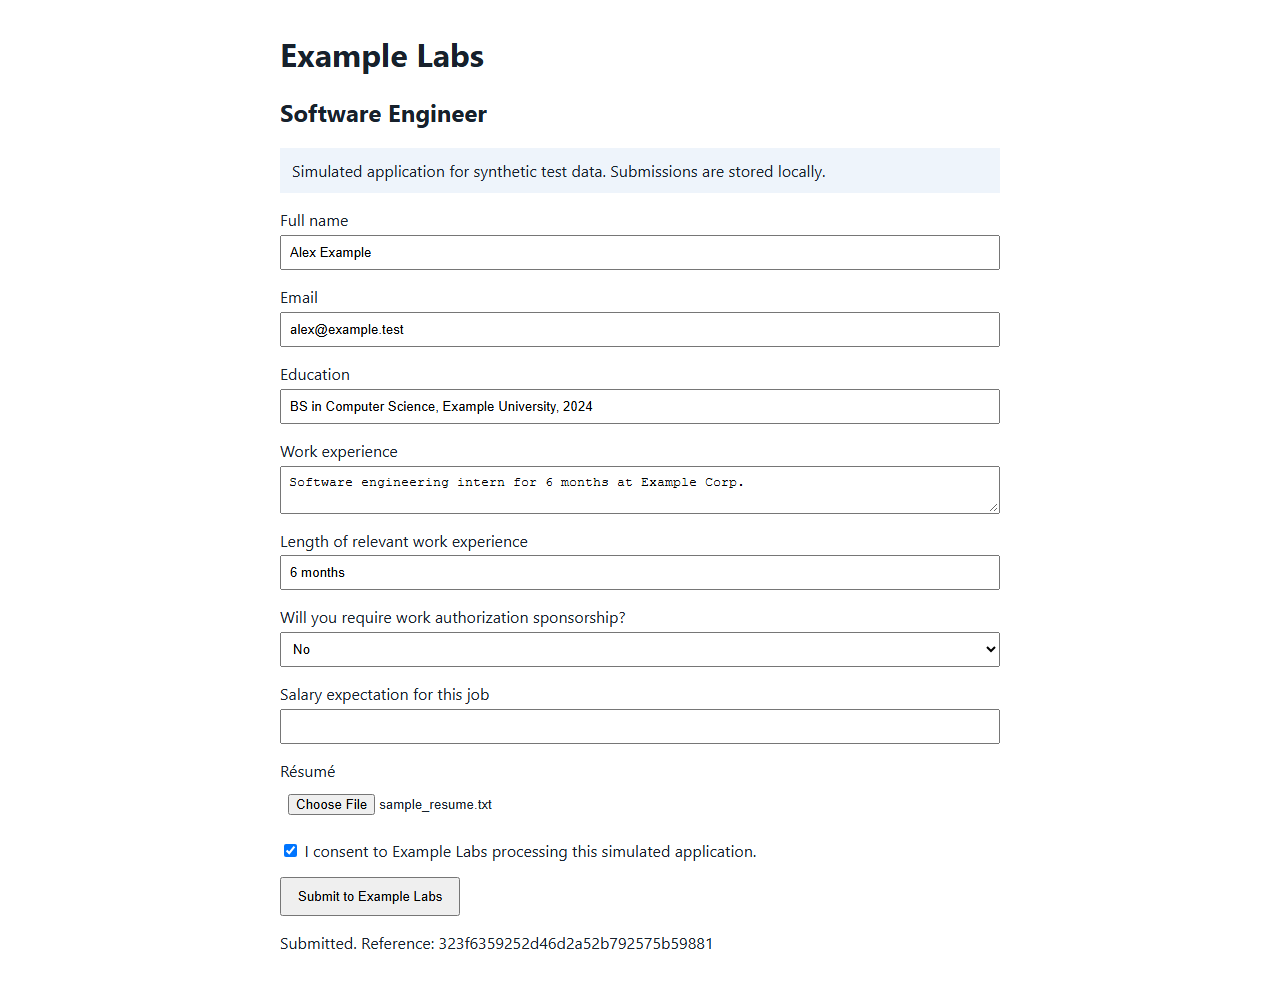 Example Labs
Software Engineer
Simulated application for synthetic test data. Submissions are stored locally.
Full name
Alex Example
Email
alex@example.test
Education
BS in Computer Science, Example University, 2024
Work experience
Software engineering intern for 6 months at Example Corp.
Length of relevant work experience
6 months
Will you require work authorization sponsorship?
No
Salary expectation for this job
Résumé
Choose File sample_resume.txt
I consent to Example Labs processing this simulated application.
Submit to Example Labs
Submitted. Reference: 323f6359252d46d2a52b792575b59881